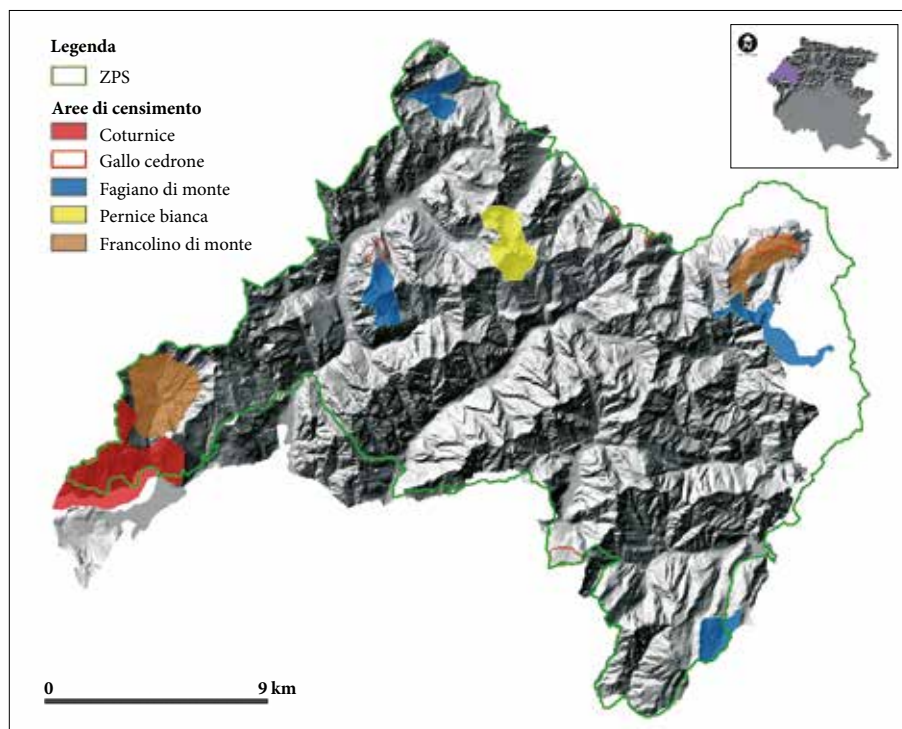 Legenda
ZPS
Aree di censimento
Coturnice
Gallo cedrone
Fagiano di monte
Pernice bianca
Francolino di monte
0 9 km